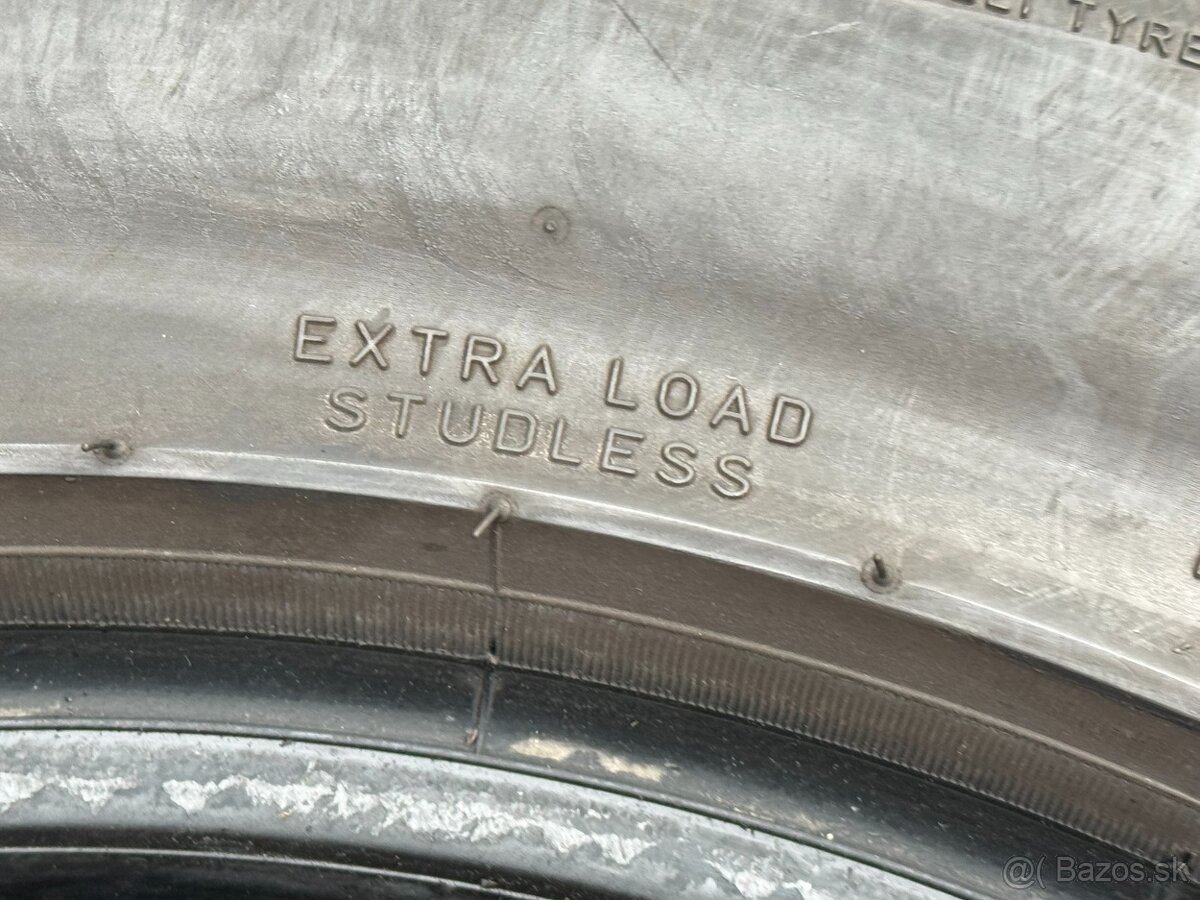 TYRE
EXTRA LOAD
STUDLESS
@( Bazos.sk